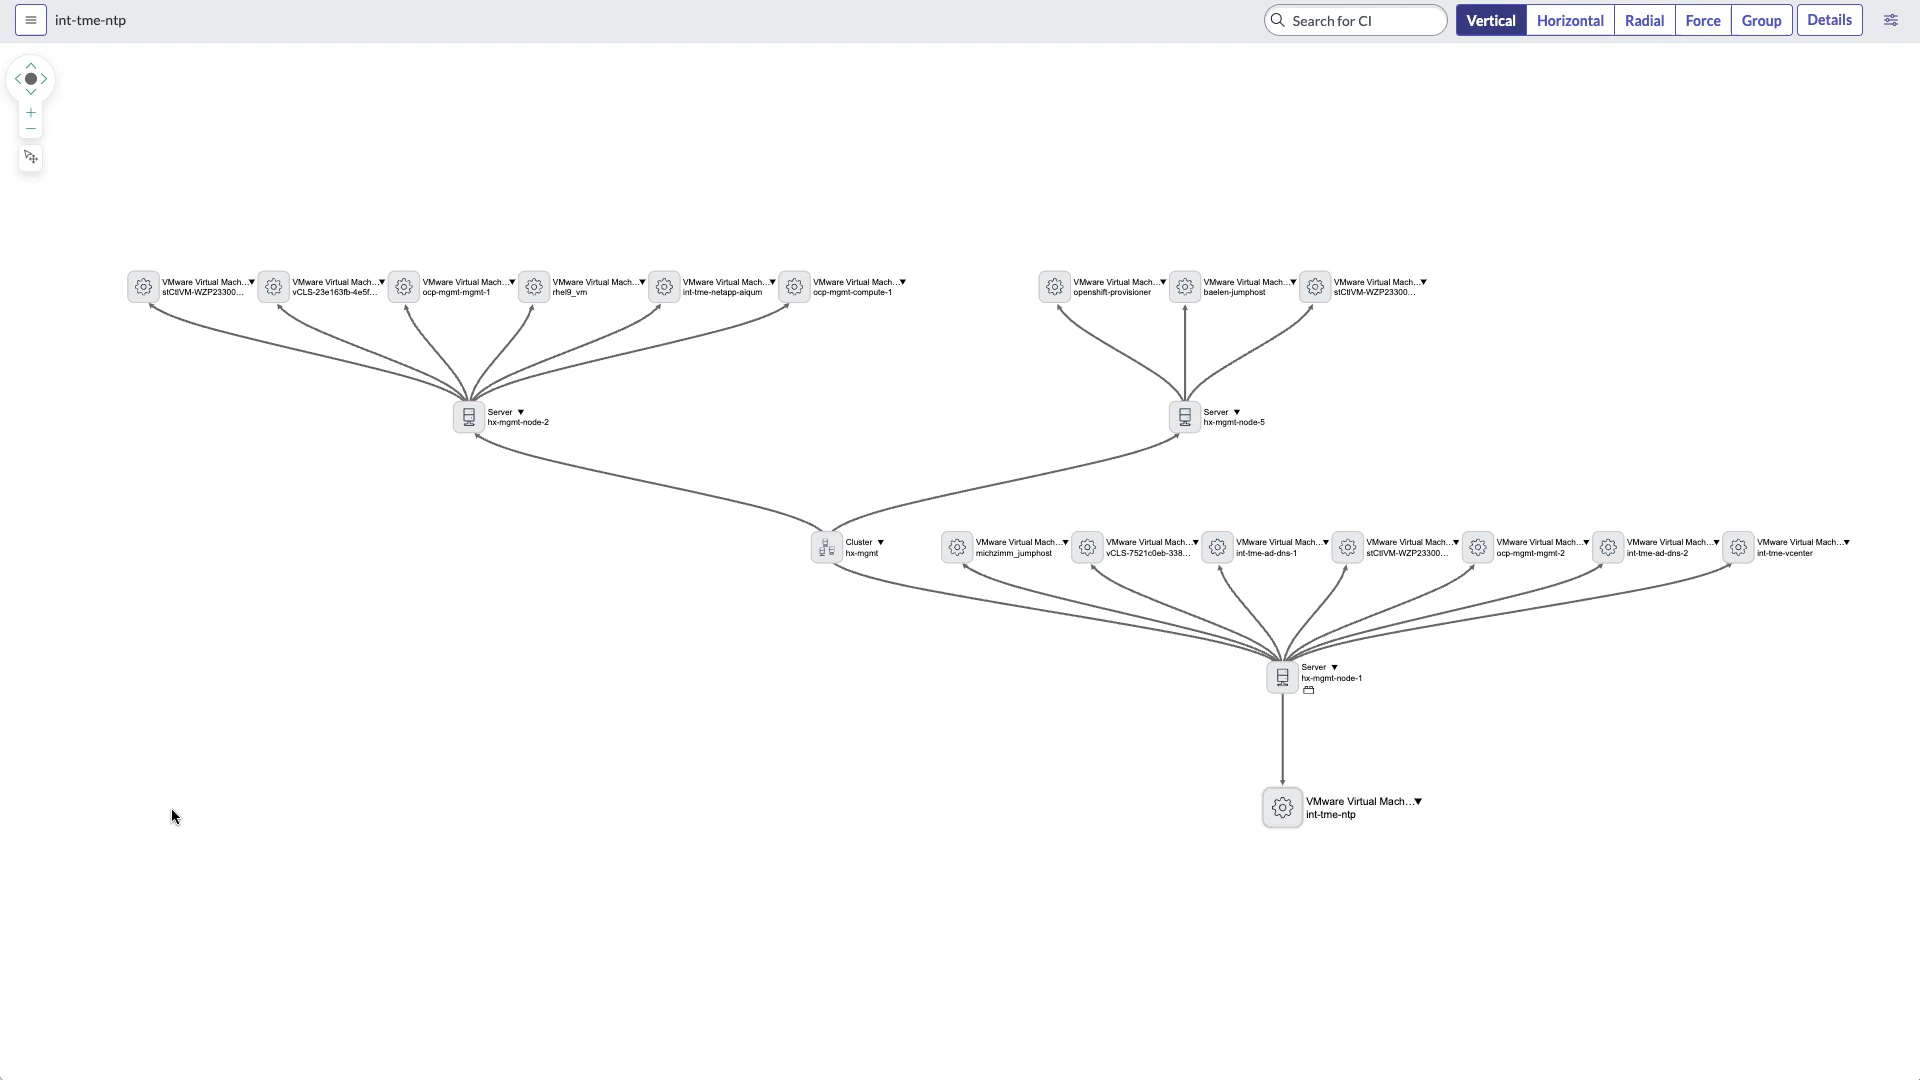 int-tme-ntp
Search for CI
Vertical
Horizontal
Radial
Force
Group
Details
VMware Virtual Mach...
stCtlVM-WZP23300...
VMware Virtual Mach...
vCLS-23e163fb-4e5f...
VMware Virtual Mach...
ocp-mgmt-mgmt-1
VMware Virtual Mach...
rhel9_vm
VMware Virtual Mach...
int-tme-netapp-aiqum
VMware Virtual Mach...
ocp-mgmt-compute-1
VMware Virtual Mach...
openshift-provisioner
VMware Virtual Mach...
baelen-jumphost
VMware Virtual Mach...
stCtlVM-WZP23300...
Server
hx-mgmt-node-2
Server
hx-mgmt-node-5
Cluster
hx-mgmt
VMware Virtual Mach...
michzimm_jumphost
VMware Virtual Mach...
vCLS-7521c0eb-338...
VMware Virtual Mach...
int-tme-ad-dns-1
VMware Virtual Mach...
stCtlVM-WZP23300...
VMware Virtual Mach...
ocp-mgmt-mgmt-2
VMware Virtual Mach...
int-tme-ad-dns-2
VMware Virtual Mach...
int-tme-vcenter
Server
hx-mgmt-node-1
VMware Virtual Mach...
int-tme-ntp